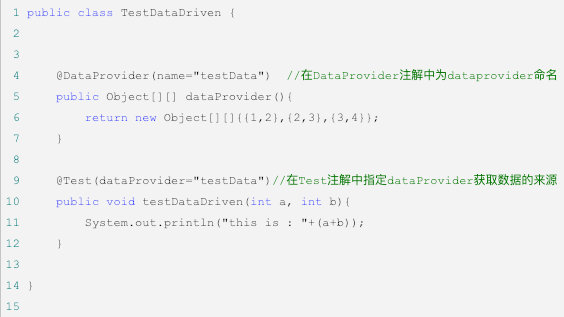 1 public class TestDataDriven {
2
3
4 @DataProvider(name="testData") //在DataProvider注解中为dataprovider命名
5 public Object[][] dataProvider(){
6 return new Object[][]{{1,2},{2,3},{3,4}};
7 }
8
9 @Test(dataProvider="testData")//在Test注解中指定dataProvider获取数据的来源
10 public void testDataDriven(int a, int b){
11 System.out.println("this is : "+(a+b));
12 }
13
14 }
15